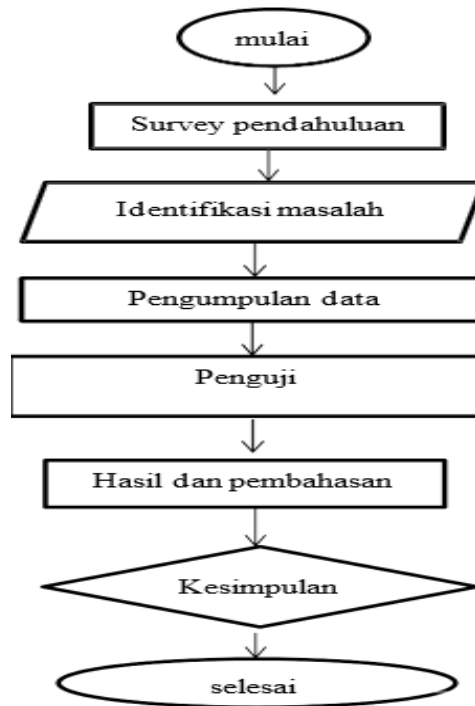 mulai
Survey pendahuluan
Identifikasi masalah
Pengumpulan data
Penguji
Hasil dan pembahasan
Kesimpulan
selesai